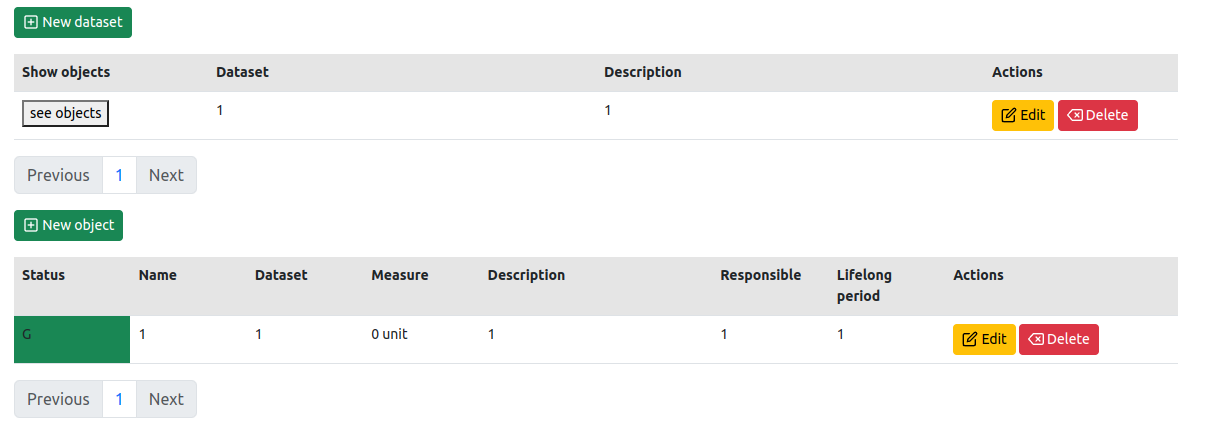 New dataset
Show objects Dataset Description Actions
see objects 1 1 Edit Delete
Previous 1 Next
New object
Status Name Dataset Measure Description Responsible Lifelong period Actions
G 1 1 0 unit 1 1 1 Edit Delete
Previous 1 Next